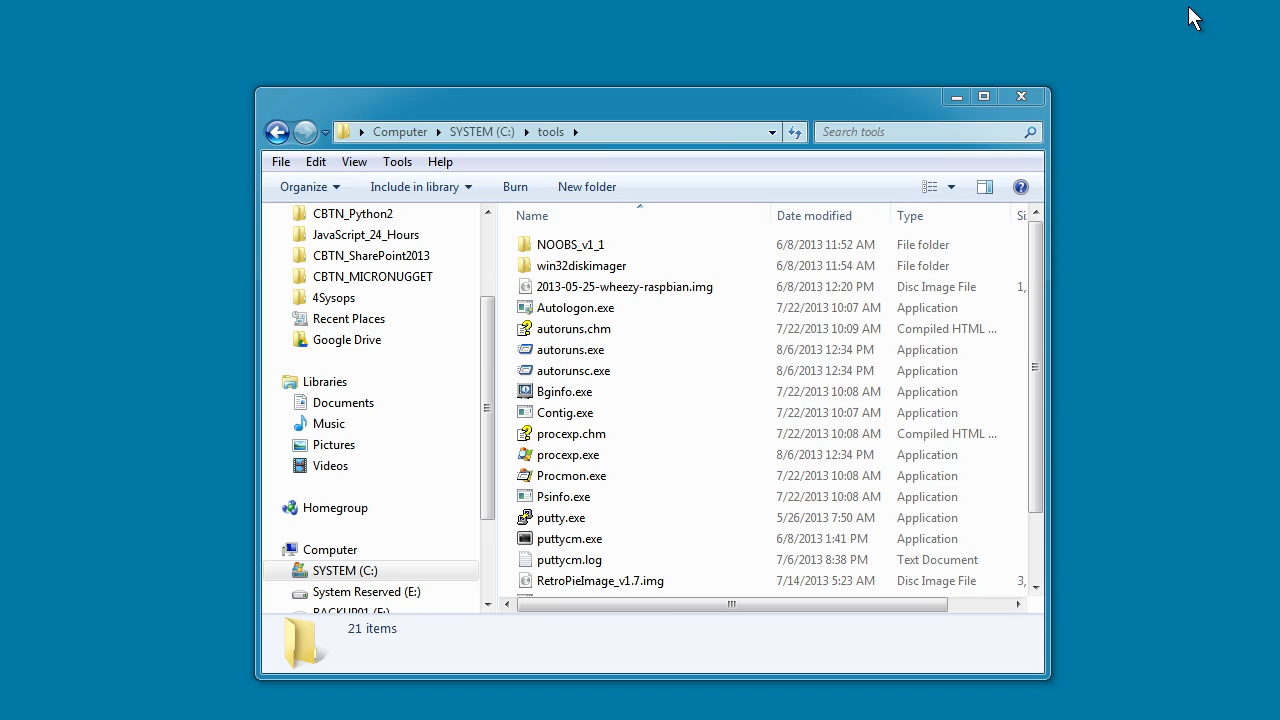 Computer SYSTEM (C:) tools
Search tools
File Edit View Tools Help
Organize Include in library Burn New folder
CBTN_Python2
JavaScript_24_Hours
CBTN_SharePoint2013
CBTN_MICRONUGGET
4Sysops
Recent Places
Google Drive
Libraries
Documents
Music
Pictures
Videos
Homegroup
Computer
SYSTEM (C:)
System Reserved (E:)
BACKUP01 (F:)
Name Date modified Type Si
NOOBS_v1_1 6/8/2013 11:52 AM File folder
win32diskimager 6/8/2013 11:54 AM File folder
2013-05-25-wheezy-raspbian.img 6/8/2013 12:20 PM Disc Image File 1,
Autologon.exe 7/22/2013 10:07 AM Application
autoruns.chm 7/22/2013 10:09 AM Compiled HTML ...
autoruns.exe 8/6/2013 12:34 PM Application
autorunsc.exe 8/6/2013 12:34 PM Application
Bginfo.exe 7/22/2013 10:08 AM Application
Contig.exe 7/22/2013 10:07 AM Application
procexp.chm 7/22/2013 10:08 AM Compiled HTML ...
procexp.exe 8/6/2013 12:34 PM Application
Procmon.exe 7/22/2013 10:08 AM Application
Psinfo.exe 7/22/2013 10:08 AM Application
putty.exe 5/26/2013 7:50 AM Application
puttycm.exe 6/8/2013 1:41 PM Application
puttycm.log 7/6/2013 8:38 PM Text Document
RetroPieImage_v1.7.img 7/14/2013 5:23 AM Disc Image File 3,
21 items